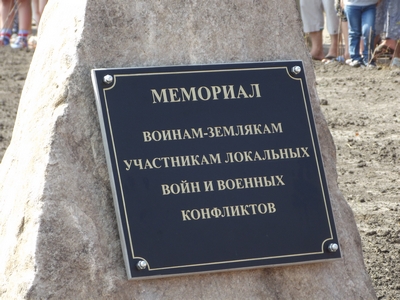 МЕМОРИАЛ
ВОИНАМ-ЗЕМЛЯКАМ
УЧАСТНИКАМ ЛОКАЛЬНЫХ
ВОЙН И ВОЕННЫХ
КОНФЛИКТОВ